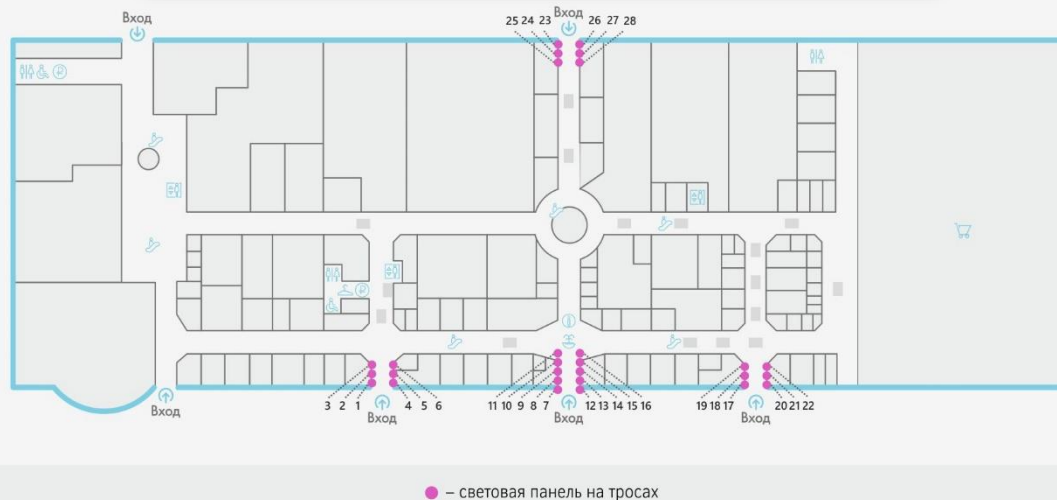 Вход
Вход
25 24 23 26 27 28
11 10 9 8 7 12 13 14 15 16
3 2 1 4 5 6
19 18 17 20 21 22
Вход
Вход
Вход
Вход
– световая панель на тросах